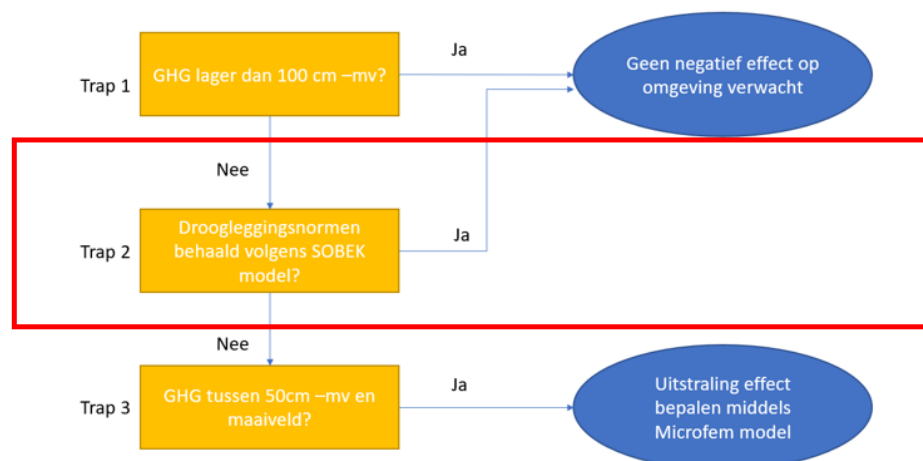 Trap 1
GHG lager dan 100 cm –mv?
Ja
Geen negatief effect op
omgeving verwacht
Nee
Trap 2
Droogleggingsnormen
behaald volgens SOBEK
model?
Ja
Nee
Trap 3
GHG tussen 50cm –mv en
maaiveld?
Ja
Uitstraling effect
bepalen middels
Microfem model